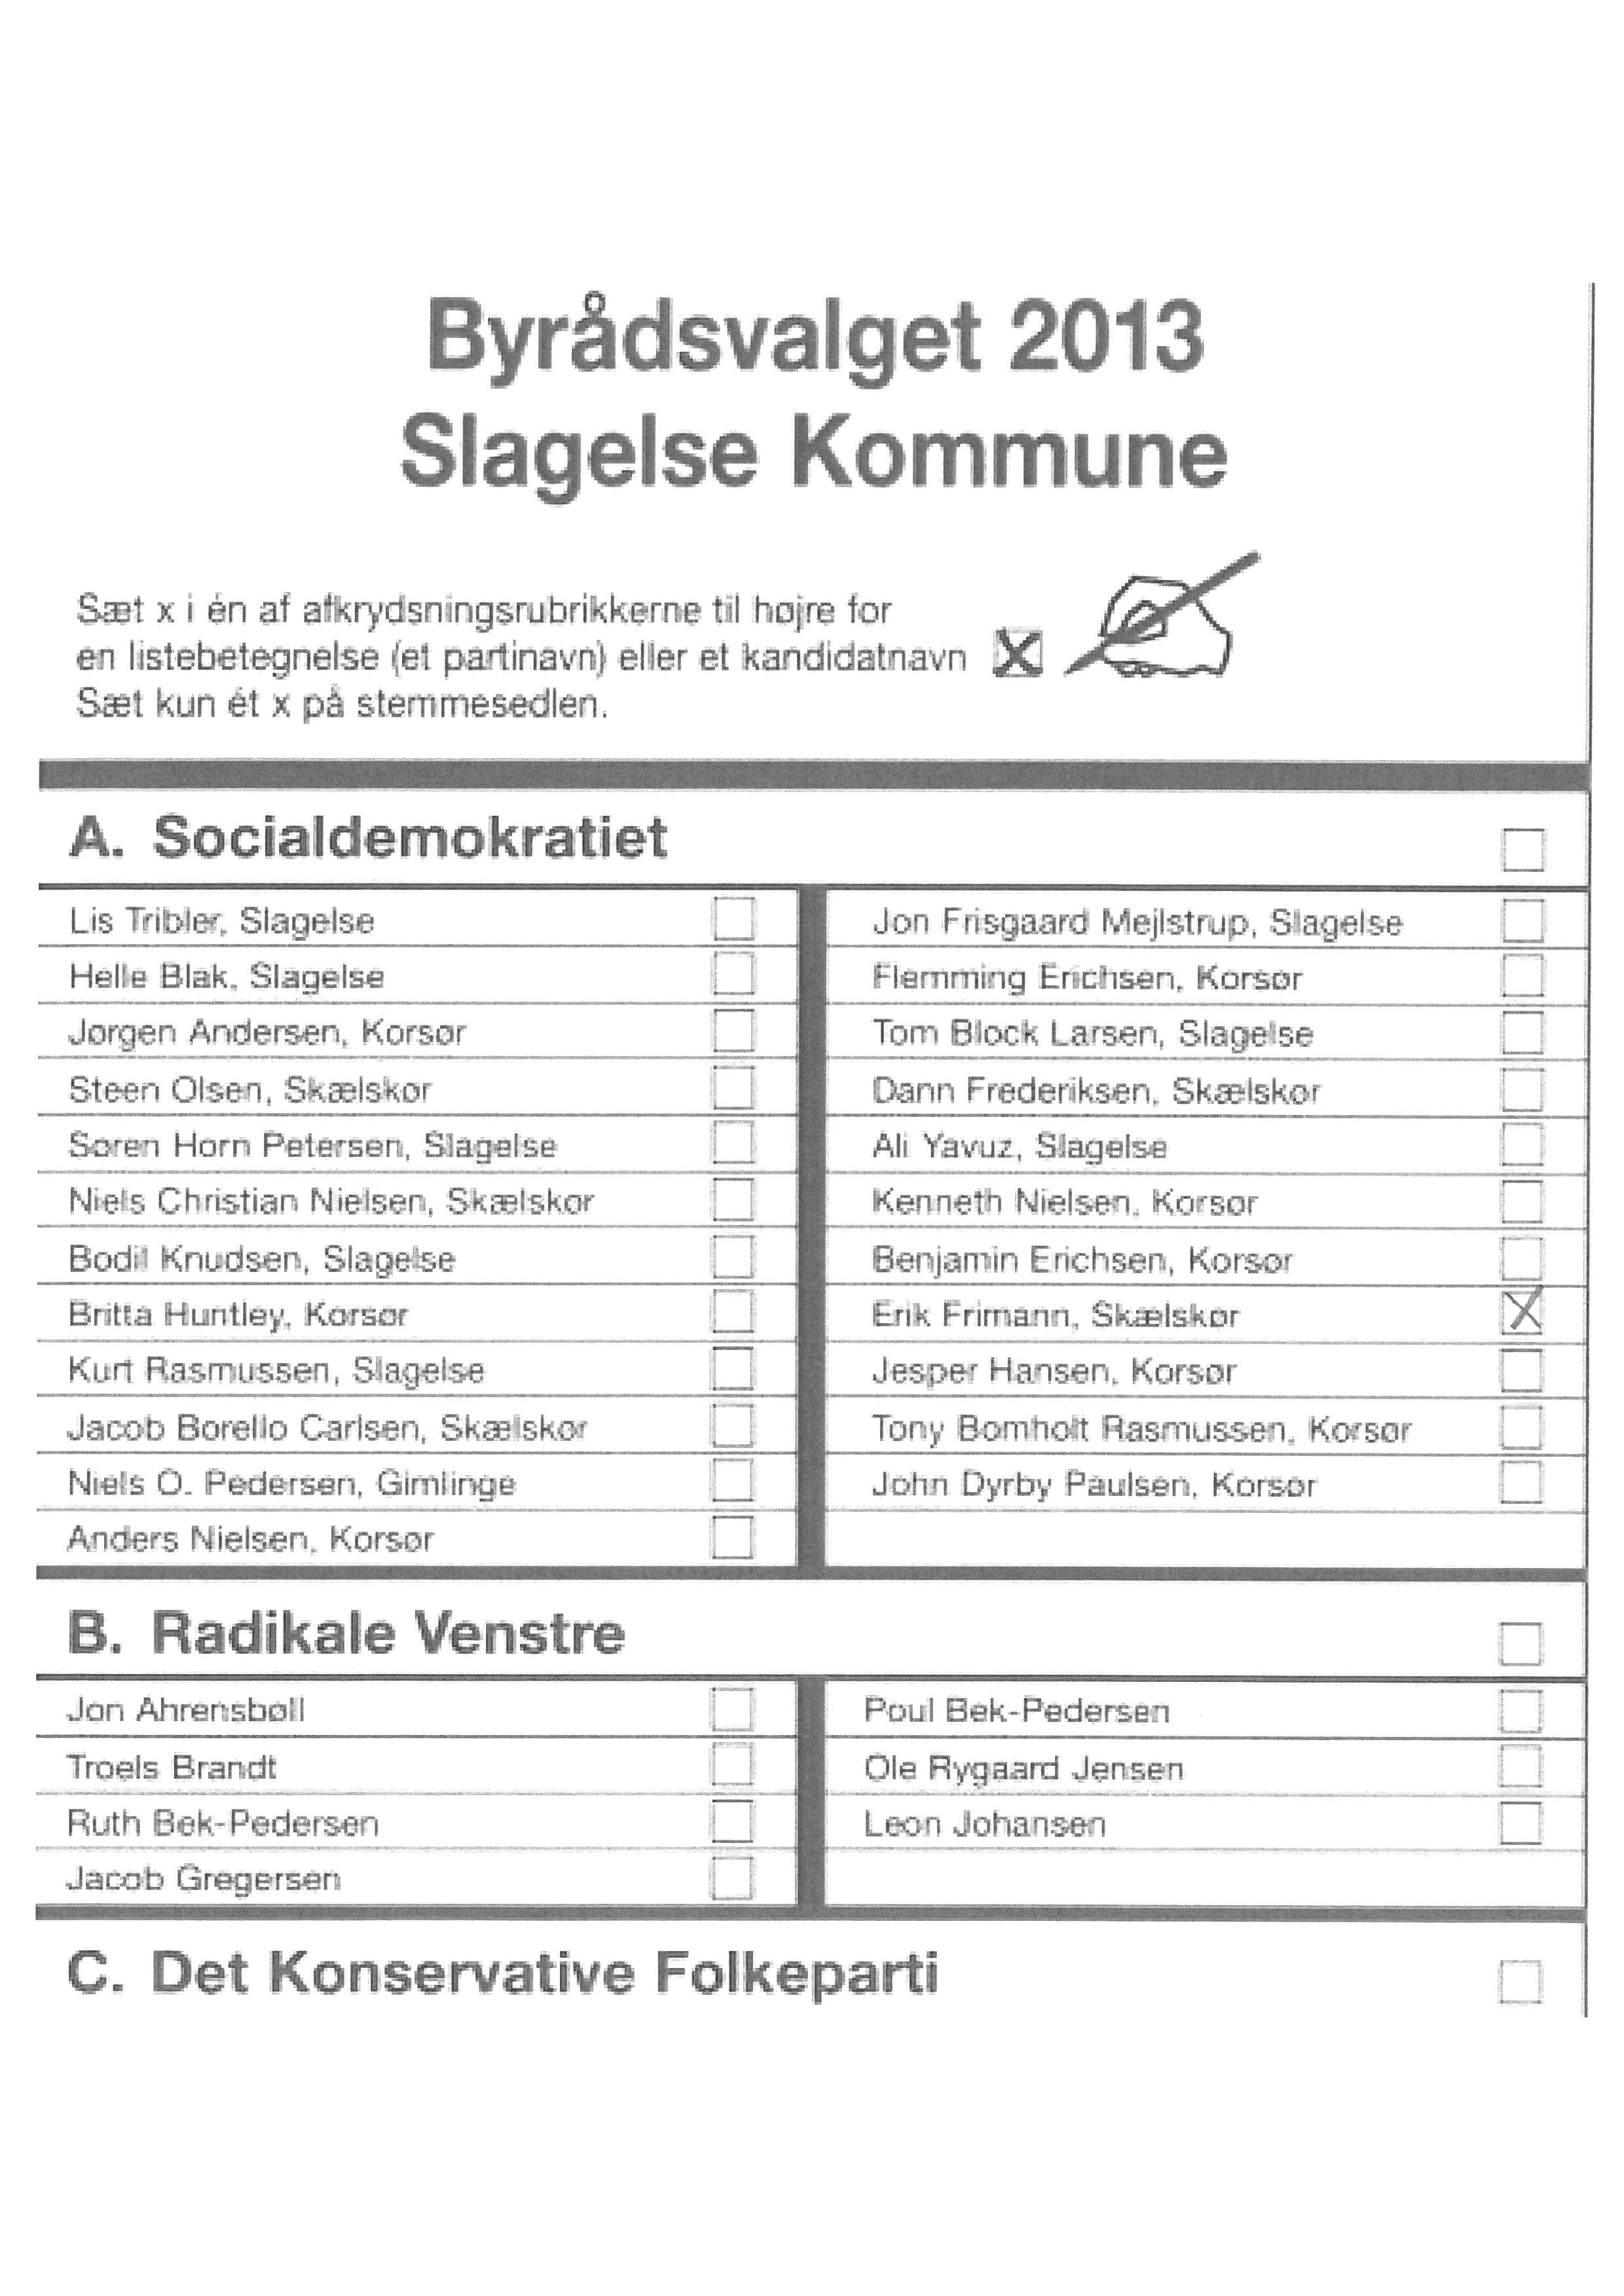 Byrådsvalget 2013
Slagelse Kommune
Sæt x i én af afkrydsningsrubrikkerne til højre for
en listebetegnelse (et partinavn) eller et kandidatnavn
Sæt kun ét x på stemmesedlen.
A. Socialdemokratiet
Lis Tribler, Slagelse
Helle Blak, Slagelse
Jørgen Andersen, Korsør
Steen Olsen, Skælskør
Søren Horn Petersen, Slagelse
Niels Christian Nielsen, Skælskør
Bodil Knudsen, Slagelse
Britta Huntley, Korsør
Kurt Rasmussen, Slagelse
Jacob Borello Carlsen, Skælskør
Niels O. Pedersen, Gimlinge
Anders Nielsen, Korsør
Jon Frisgaard Mejlstrup, Slagelse
Flemming Erichsen, Korsør
Tom Block Larsen, Slagelse
Dann Frederiksen, Skælskør
Ali Yavuz, Slagelse
Kenneth Nielsen, Korsør
Benjamin Erichsen, Korsør
Erik Frimann, Skælskør
Jesper Hansen, Korsør
Tony Bomholt Rasmussen, Korsør
John Dyrby Paulsen, Korsør
B. Radikale Venstre
Jon Ahrensbøll
Troels Brandt
Ruth Bek-Pedersen
Jacob Gregersen
Poul Bek-Pedersen
Ole Rygaard Jensen
Leon Johansen
C. Det Konservative Folkeparti